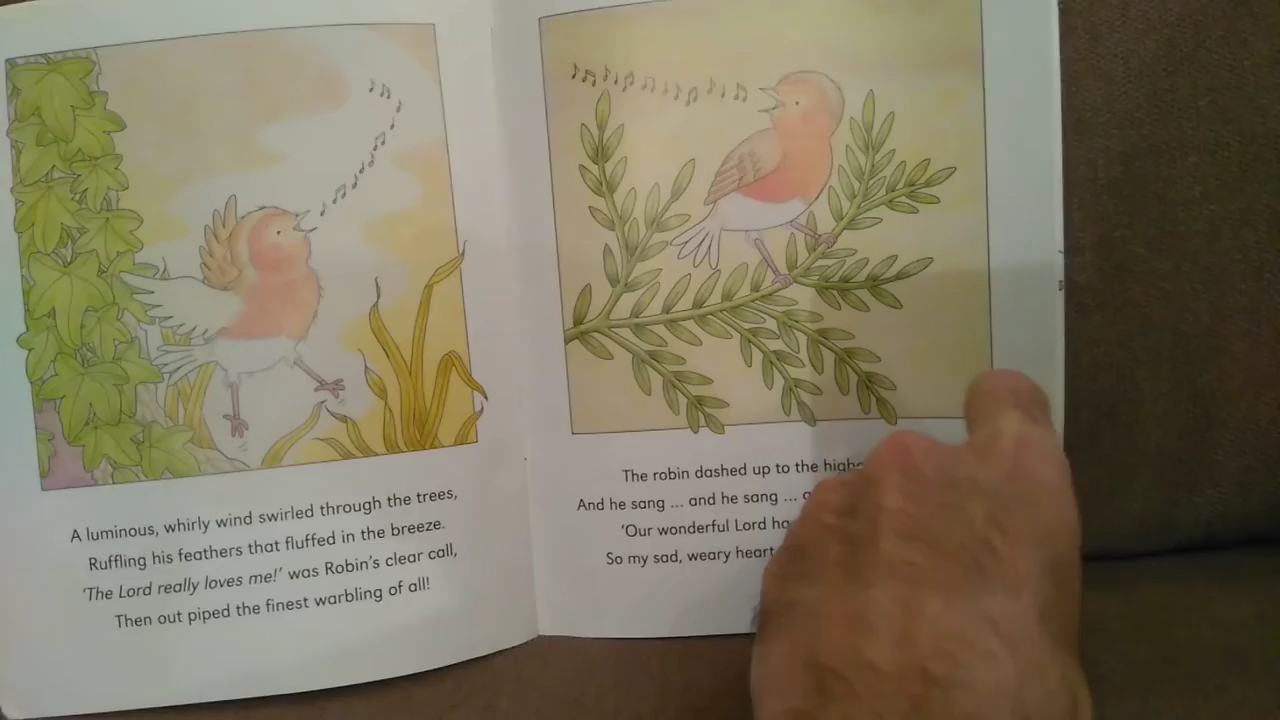 A luminous, whirly wind swirled through the trees,
Ruffling his feathers that fluffed in the breeze.
'The Lord really loves me!' was Robin's clear call,
Then out piped the finest warbling of all!
The robin dashed up to the
And he sang ... and he sang ...
'Our wonderful Lord
So my sad, weary heart